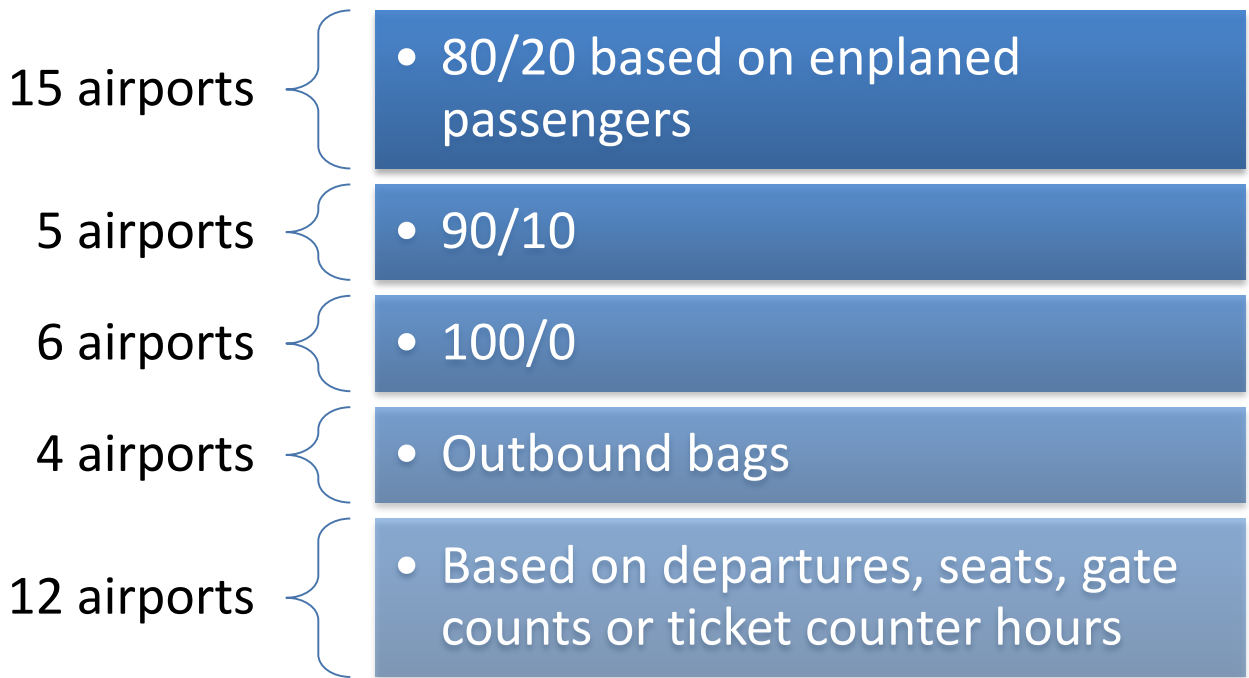 15 airports
• 80/20 based on enplaned
passengers
5 airports
• 90/10
6 airports
• 100/0
4 airports
• Outbound bags
12 airports
• Based on departures, seats, gate
counts or ticket counter hours